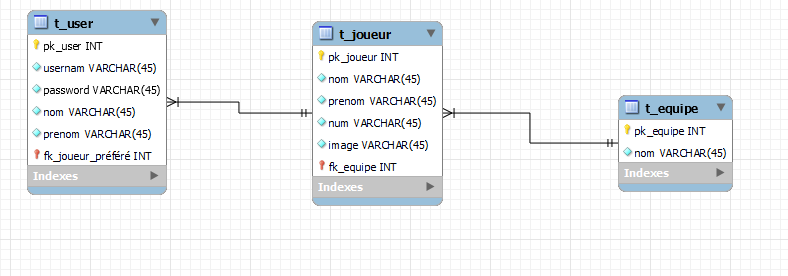 t_user
pk_user INT
usernam VARCHAR(45)
password VARCHAR(45)
nom VARCHAR(45)
prenom VARCHAR(45)
fk_joueur_préféré INT
Indexes
t_joueur
pk_joueur INT
nom VARCHAR(45)
prenom VARCHAR(45)
num VARCHAR(45)
image VARCHAR(45)
fk_equipe INT
Indexes
t_equipe
pk_equipe INT
nom VARCHAR(45)
Indexes